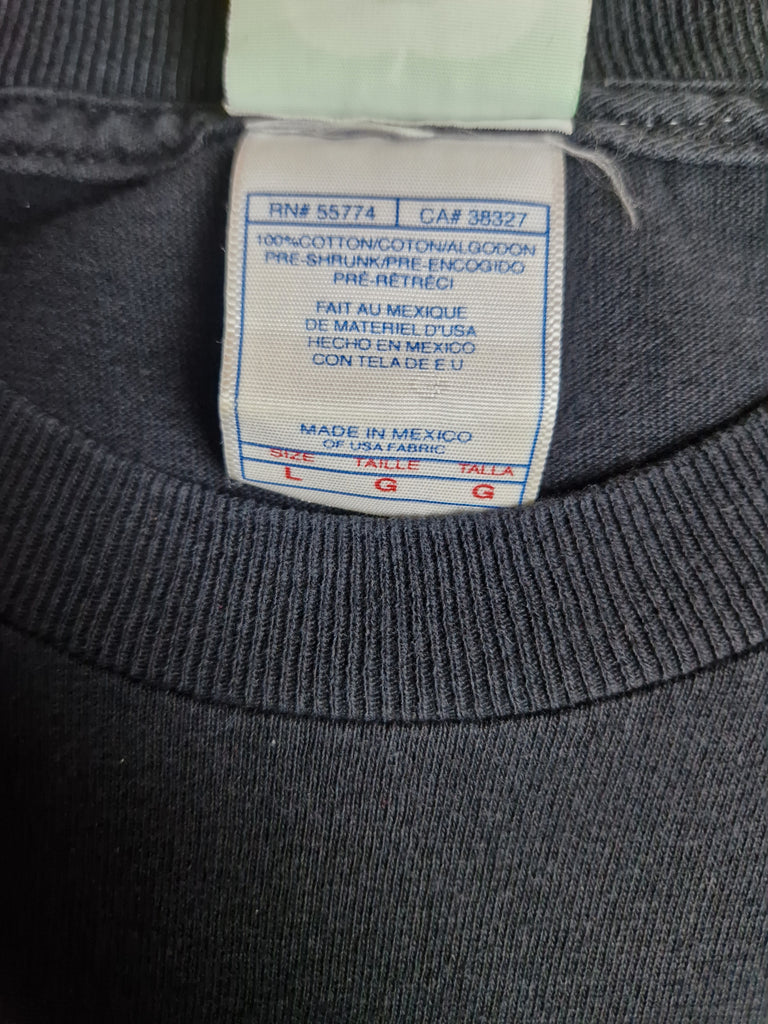 RN# 55774 CA# 38327
100%COTTON/COTON/ALGODON
PRE-SHRUNK/PRE-ENCOGIDO
PRÉ-RÉTRÉCI
FAIT AU MEXIQUE
DE MATERIEL D'USA
HECHO EN MEXICO
CON TELA DE E U
MADE IN MEXICO
OF USA FABRIC
SIZE TAILLE TALLA
L G G